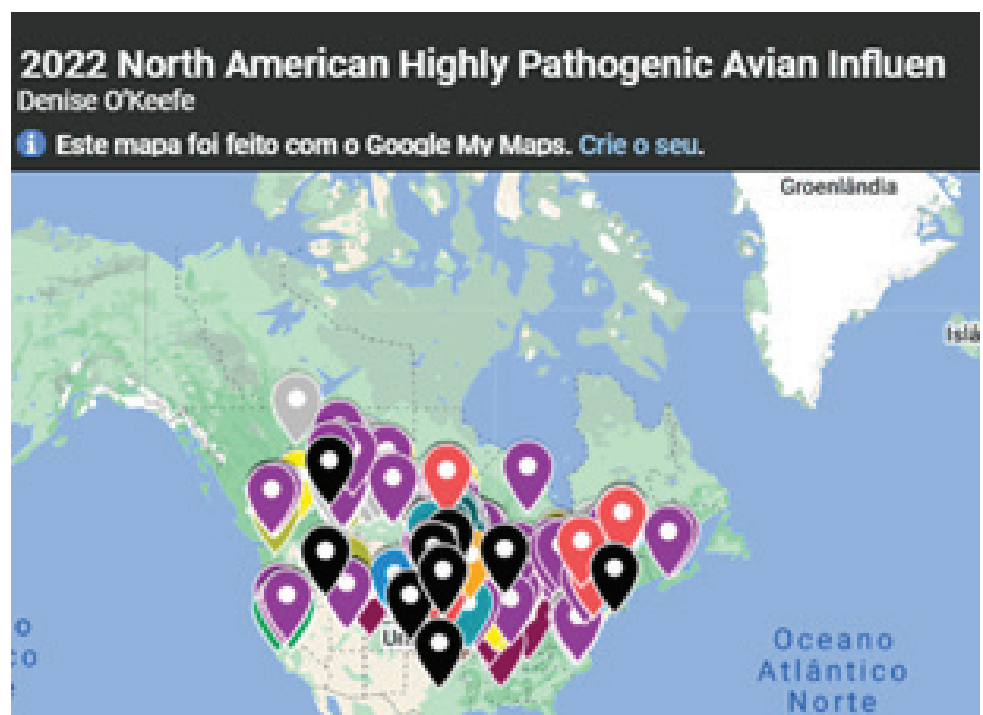 2022 North American Highly Pathogenic Avian Influen
Denise O'Keefe
Este mapa foi feito com o Google My Maps. Crie o seu.
Groenlândia
Islâ
Oceano
Atlântico
Norte